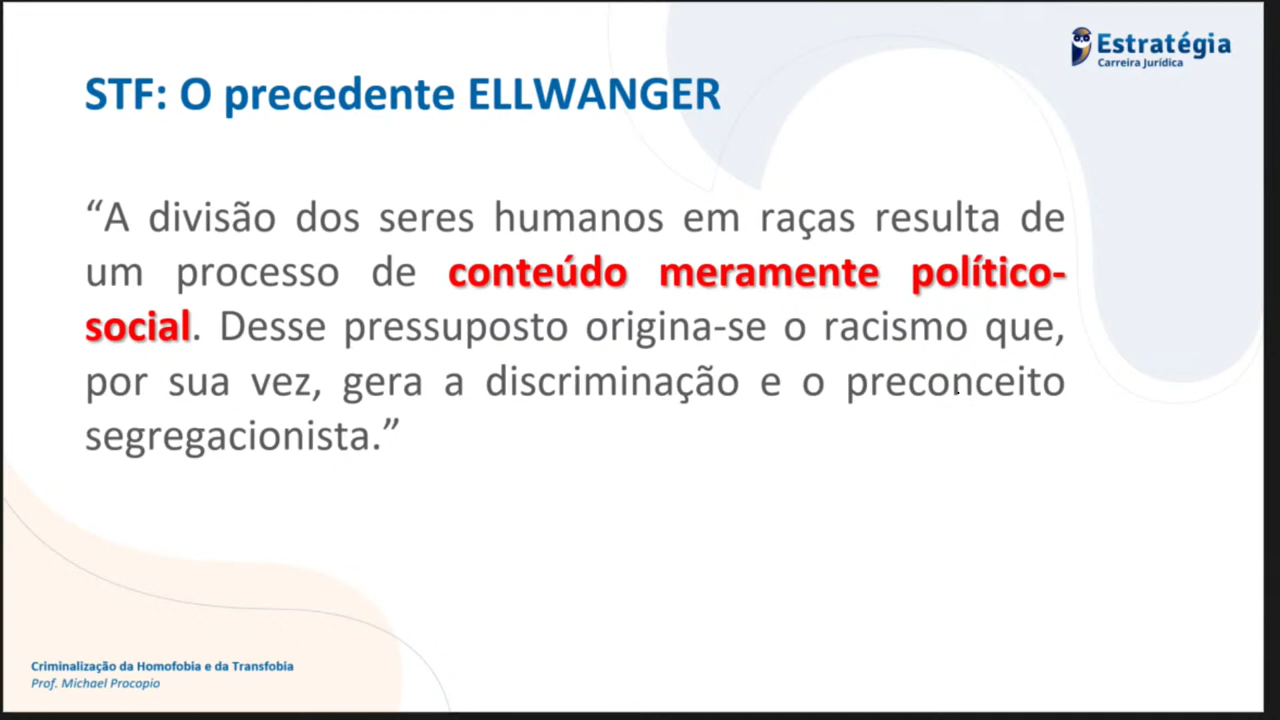 Estratégia
Carreira Jurídica
STF: O precedente ELLWANGER
“A divisão dos seres humanos em raças resulta de
um processo de conteúdo meramente político-
social. Desse pressuposto origina-se o racismo que,
por sua vez, gera a discriminação e o preconceito
segregacionista.”
Criminalização da Homofobia e da Transfobia
Prof. Michael Procopio